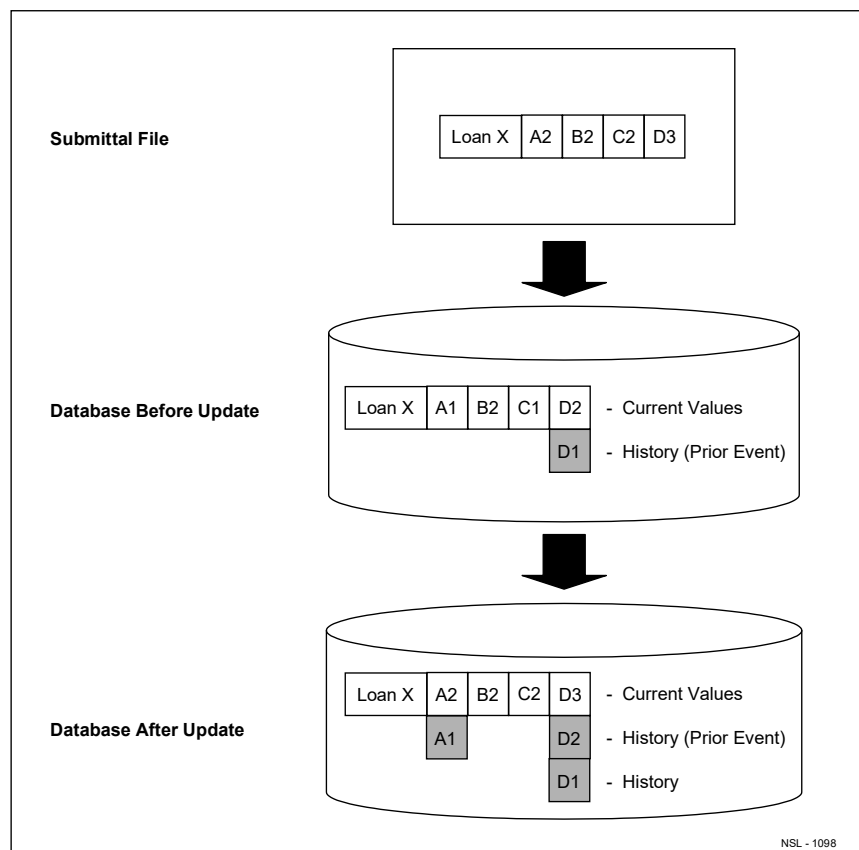 Submittal File
Loan X A2 B2 C2 D3
Database Before Update
Loan X A1 B2 C1 D2 - Current Values
D1 - History (Prior Event)
Database After Update
Loan X A2 B2 C2 D3 - Current Values
A1 D2 - History (Prior Event)
D1 - History
NSL - 1098